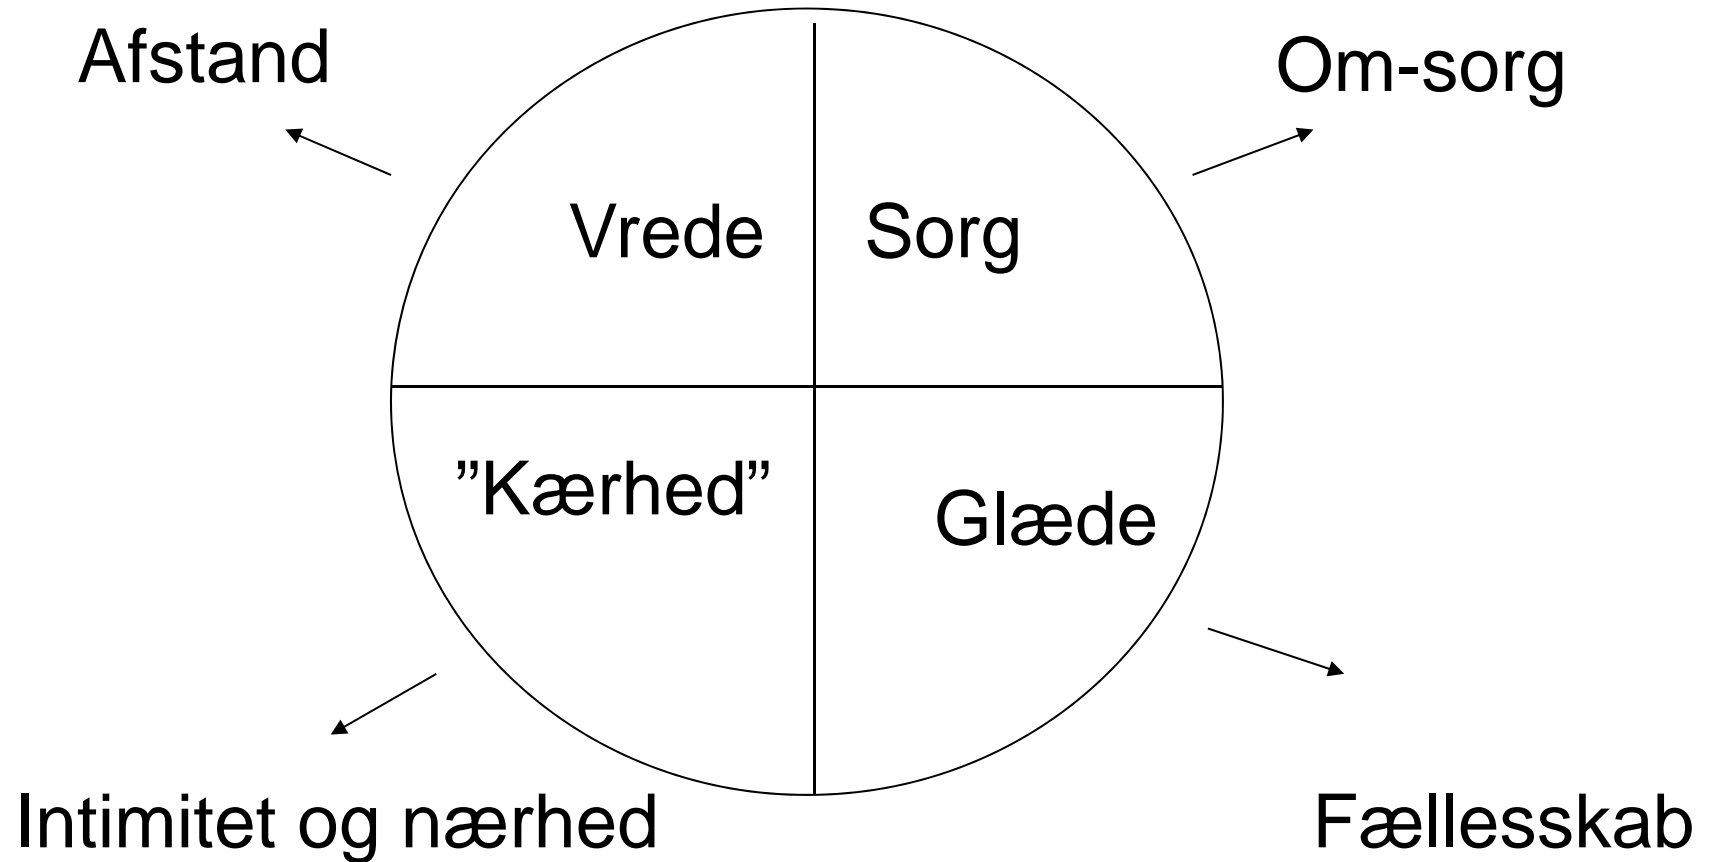 Afstand
Om-sorg
Vrede
Sorg
”Kærhed”
Glæde
Intimitet og nærhed
Fællesskab